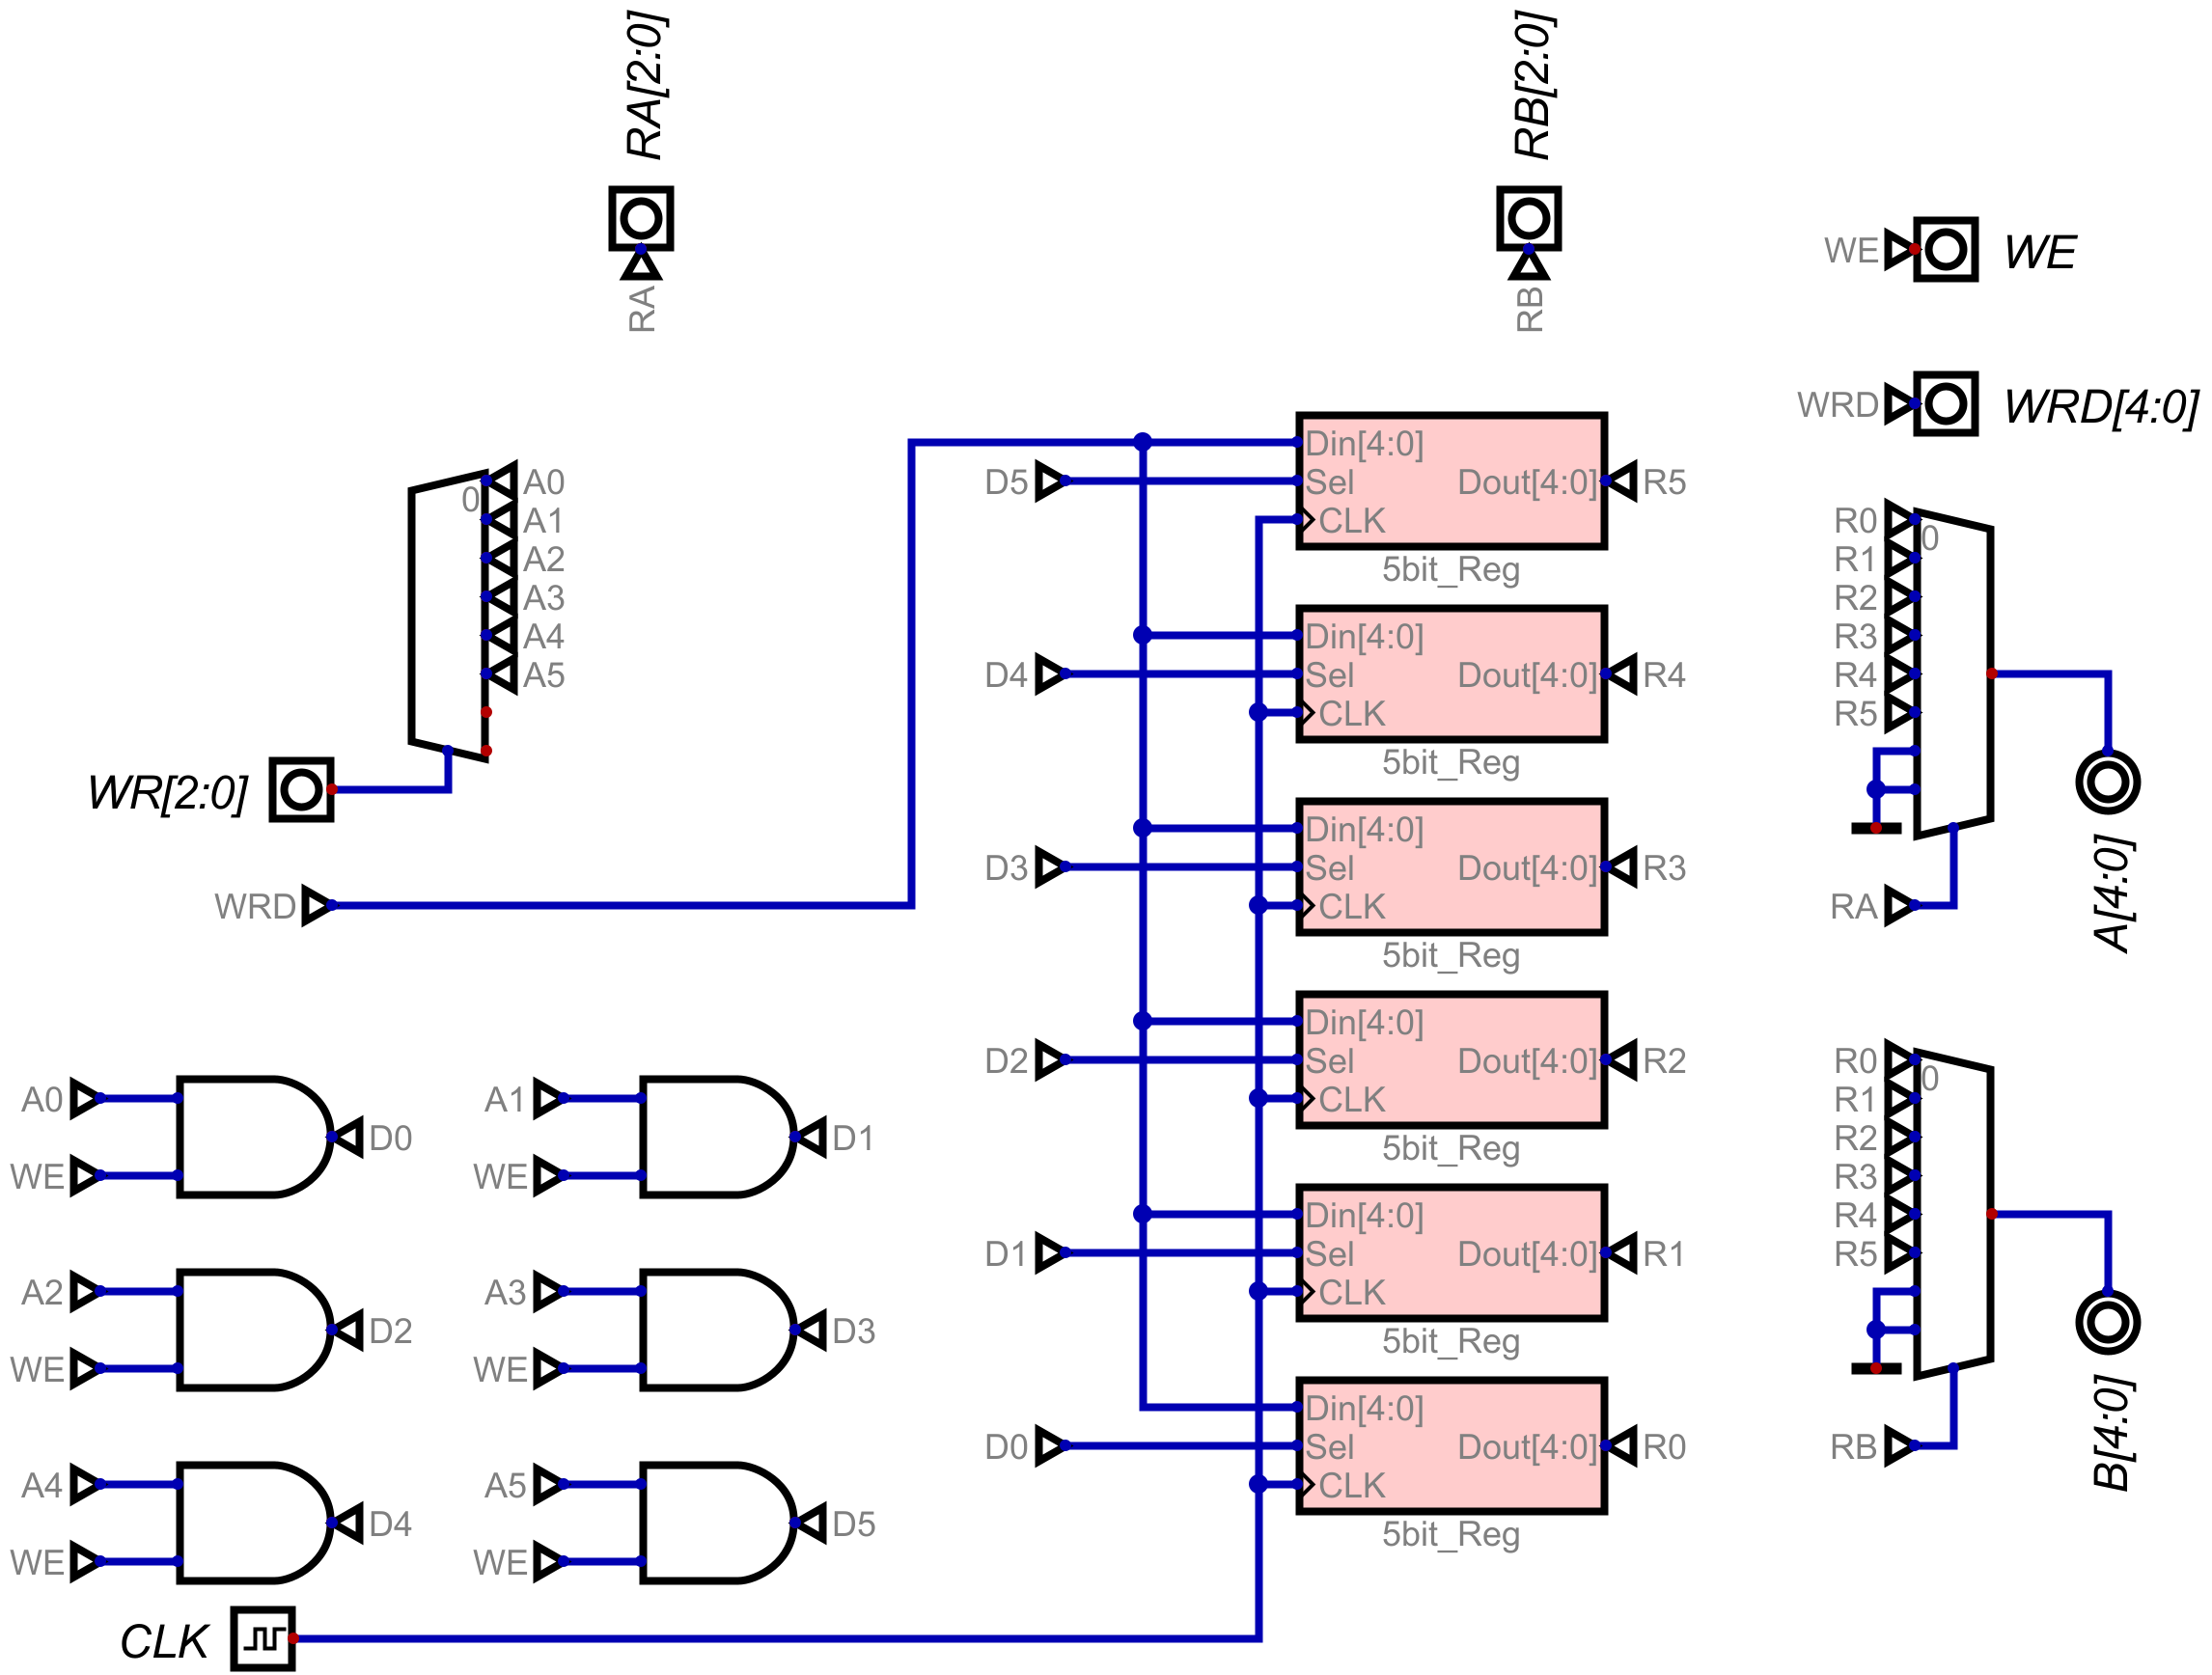 RA[2:0]
RB[2:0]
RA
RB
WE
WE
WRD
WRD[4:0]
0
A0
A1
A2
A3
A4
A5
WR[2:0]
WRD
D5
Din[4:0]
Sel
CLK
Dout[4:0]
R5
5bit_Reg
D4
Din[4:0]
Sel
CLK
Dout[4:0]
R4
5bit_Reg
D3
Din[4:0]
Sel
CLK
Dout[4:0]
R3
5bit_Reg
D2
Din[4:0]
Sel
CLK
Dout[4:0]
R2
5bit_Reg
D1
Din[4:0]
Sel
CLK
Dout[4:0]
R1
5bit_Reg
D0
Din[4:0]
Sel
CLK
Dout[4:0]
R0
5bit_Reg
R0
0
R1
R2
R3
R4
R5
RA
A[4:0]
R0
0
R1
R2
R3
R4
R5
RB
B[4:0]
A0
WE
D0
A1
WE
D1
A2
WE
D2
A3
WE
D3
A4
WE
D4
A5
WE
D5
CLK